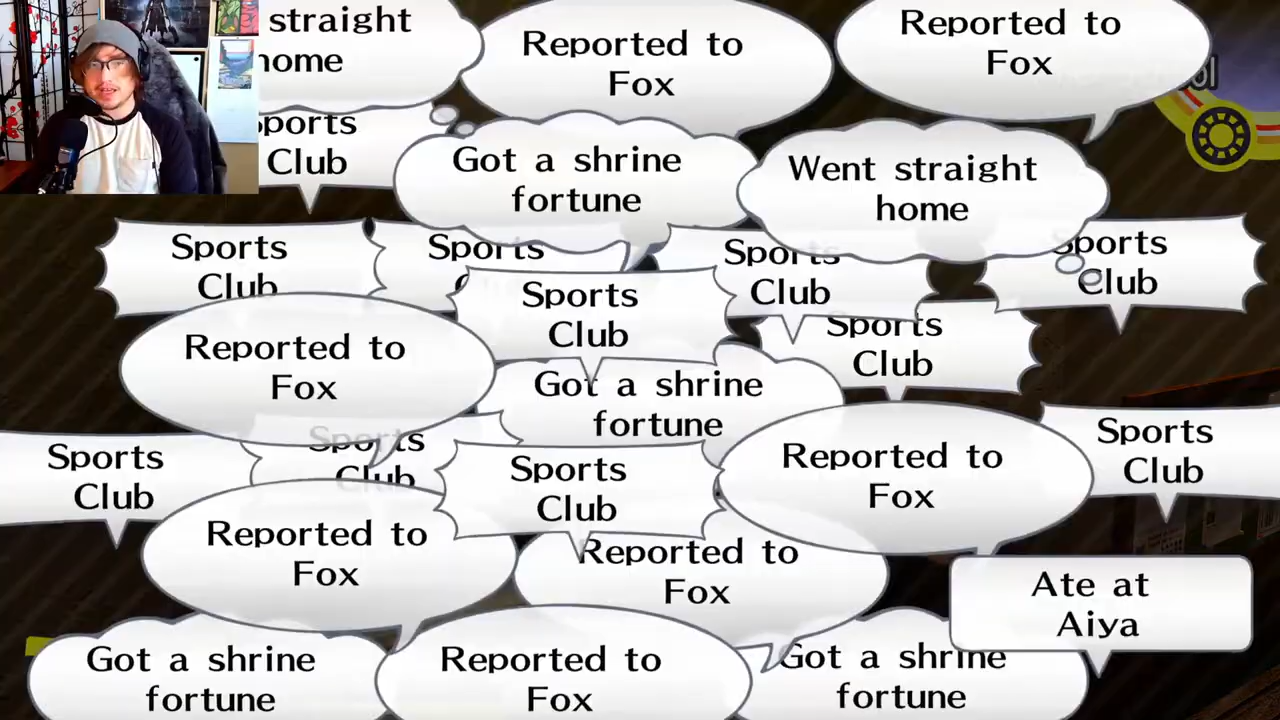 straight
home
Reported to
Fox
Reported to
Fox
Sports
Club
Got a shrine
fortune
Went straight
home
Sports
Club
Sports
Sports
Club
Sports
Club
Sports
Club
Sports
Club
Reported to
Fox
Got a shrine
fortune
Sports
Club
Sports
Club
Sports
Club
Reported to
Fox
Sports
Club
Reported to
Fox
Reported to
Fox
Ate at
Aiya
Got a shrine
fortune
Reported to
Fox
Got a shrine
fortune